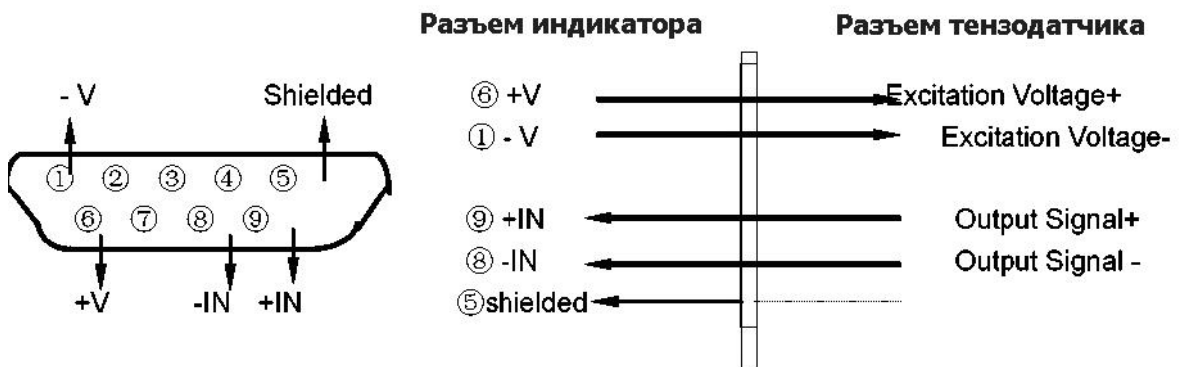 Разъем индикатора
Разъем тензодатчика
- V
Shielded
① ② ③ ④ ⑤
⑥ ⑦ ⑧ ⑨
+V
-IN
+IN
⑥ +V
Excitation Voltage+
① - V
Excitation Voltage-
⑨ +IN
Output Signal+
⑧ -IN
Output Signal -
⑤shielded